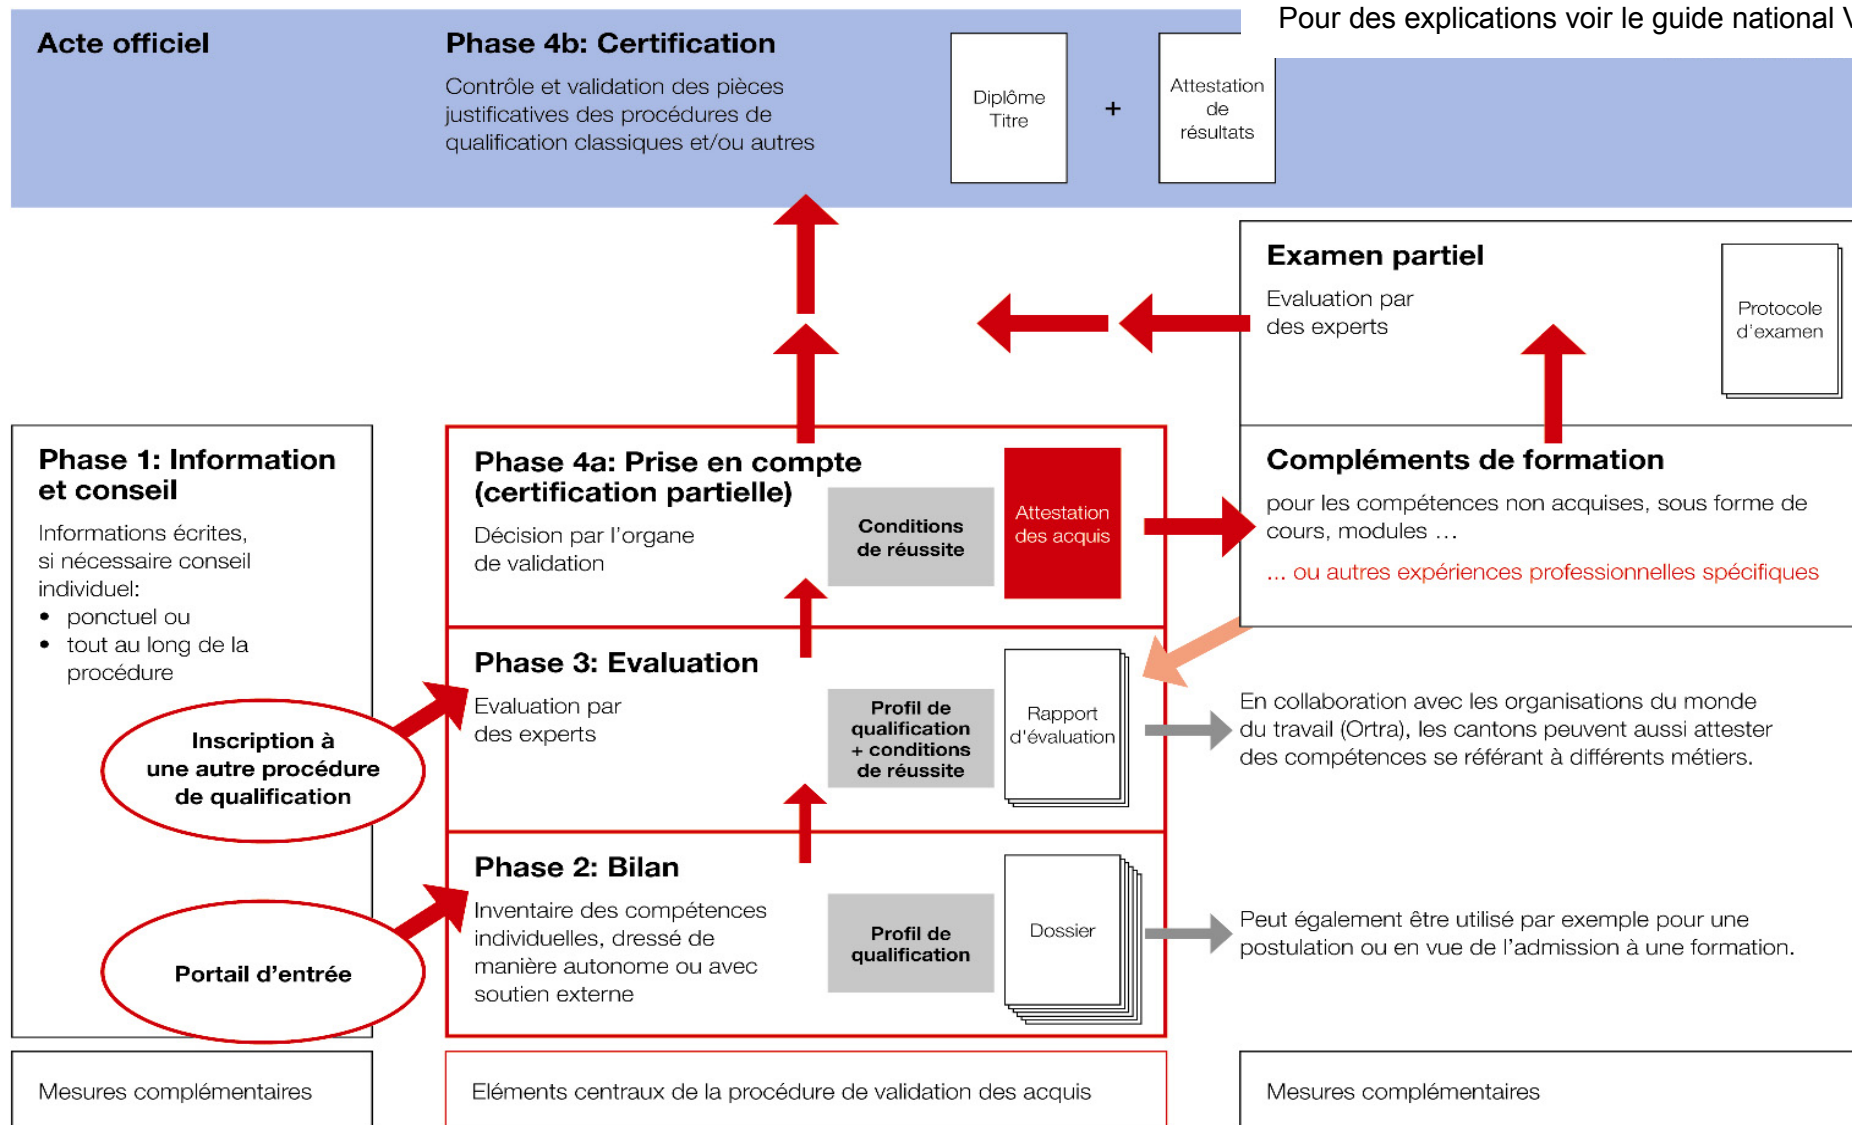 Pour des explications voir le guide national V
Acte officiel
Phase 4b: Certification
Contrôle et validation des pièces
justificatives des procédures de
qualification classiques et/ou autres
Diplôme
Titre
+
Attestation
de
résultats
Examen partiel
Evaluation par
des experts
Protocole
d'examen
Phase 1: Information
et conseil
Informations écrites,
si nécessaire conseil
individuel:
• ponctuel ou
• tout au long de la
procédure
Inscription à
une autre procédure
de qualification
Portail d'entrée
Phase 4a: Prise en compte
(certification partielle)
Décision par l'organe
de validation
Conditions
de réussite
Attestation
des acquis
Compléments de formation
pour les compétences non acquises, sous forme de
cours, modules …
... ou autres expériences professionnelles spécifiques
Phase 3: Evaluation
Evaluation par
des experts
Profil de
qualification
+ conditions
de réussite
Rapport
d'évaluation
En collaboration avec les organisations du monde
du travail (Ortra), les cantons peuvent aussi attester
des compétences se référant à différents métiers.
Phase 2: Bilan
Inventaire des compétences
individuelles, dressé de
manière autonome ou avec
soutien externe
Profil de
qualification
Dossier
Peut également être utilisé par exemple pour une
postulation ou en vue de l'admission à une formation.
Mesures complémentaires
Eléments centraux de la procédure de validation des acquis
Mesures complémentaires